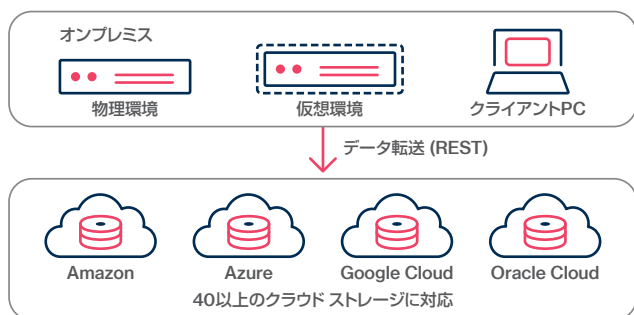 オンプレミス
物理環境
仮想環境
クライアントPC
データ転送 (REST)
Amazon
Azure
Google Cloud
Oracle Cloud
40以上のクラウド ストレージに対応